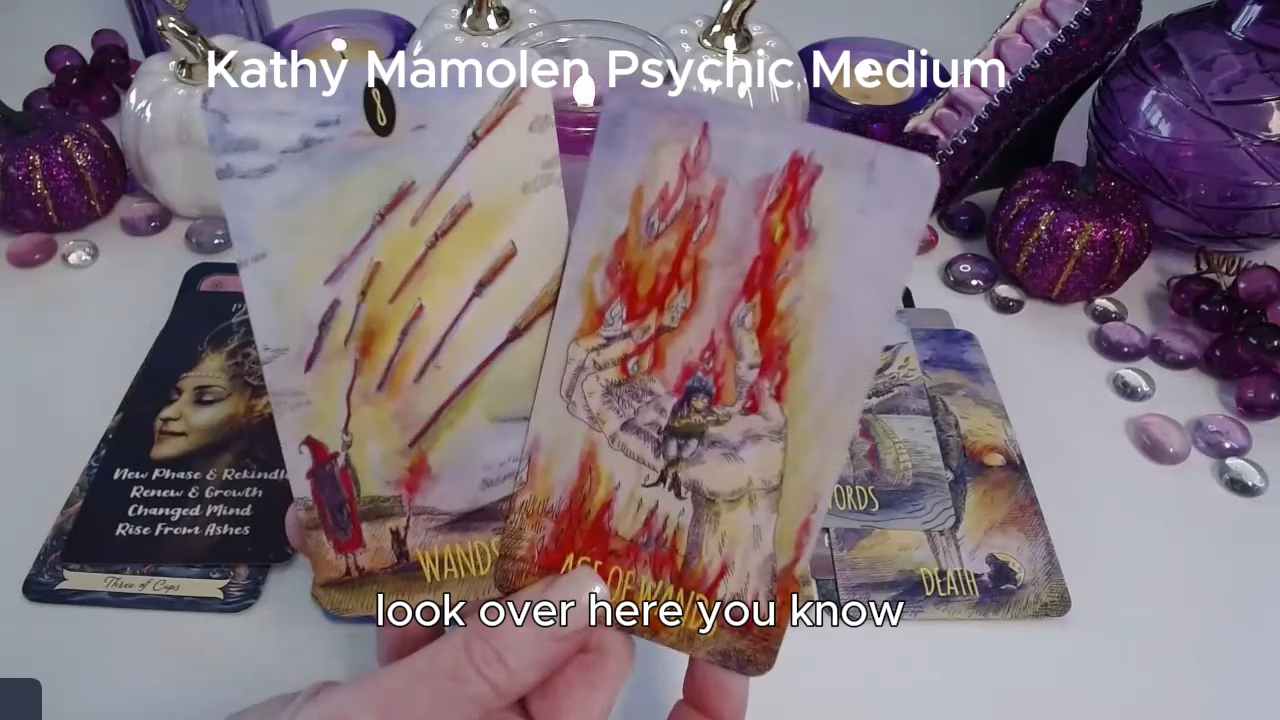 Kathy Mamolen Psychic Medium
8
New Phase & Rekindle
Renew & Growth
Changed Mind
Rise From Ashes
Three of Cups
WANDS
ACE OF WANDS
ORDS
DEATH
look over here you know